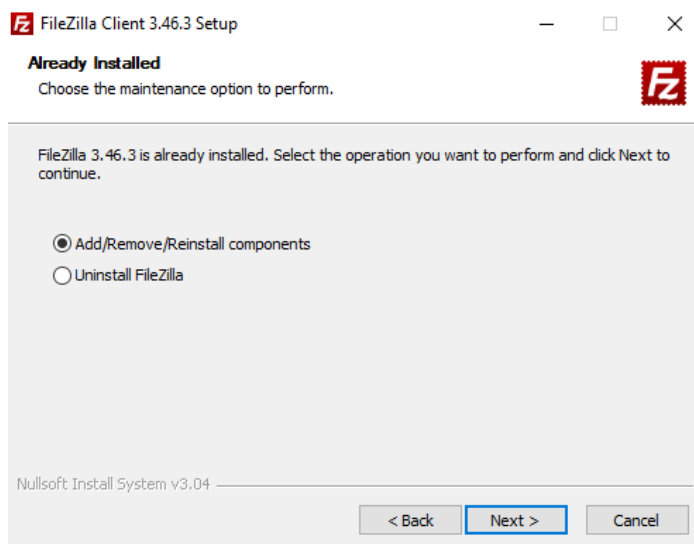 FileZilla Client 3.46.3 Setup
Already Installed
Choose the maintenance option to perform.
Fz
FileZilla 3.46.3 is already installed. Select the operation you want to perform and click Next to
continue.
Add/Remove/Reinstall components
Uninstall FileZilla
Nullsoft Install System v3.04
< Back Next > Cancel